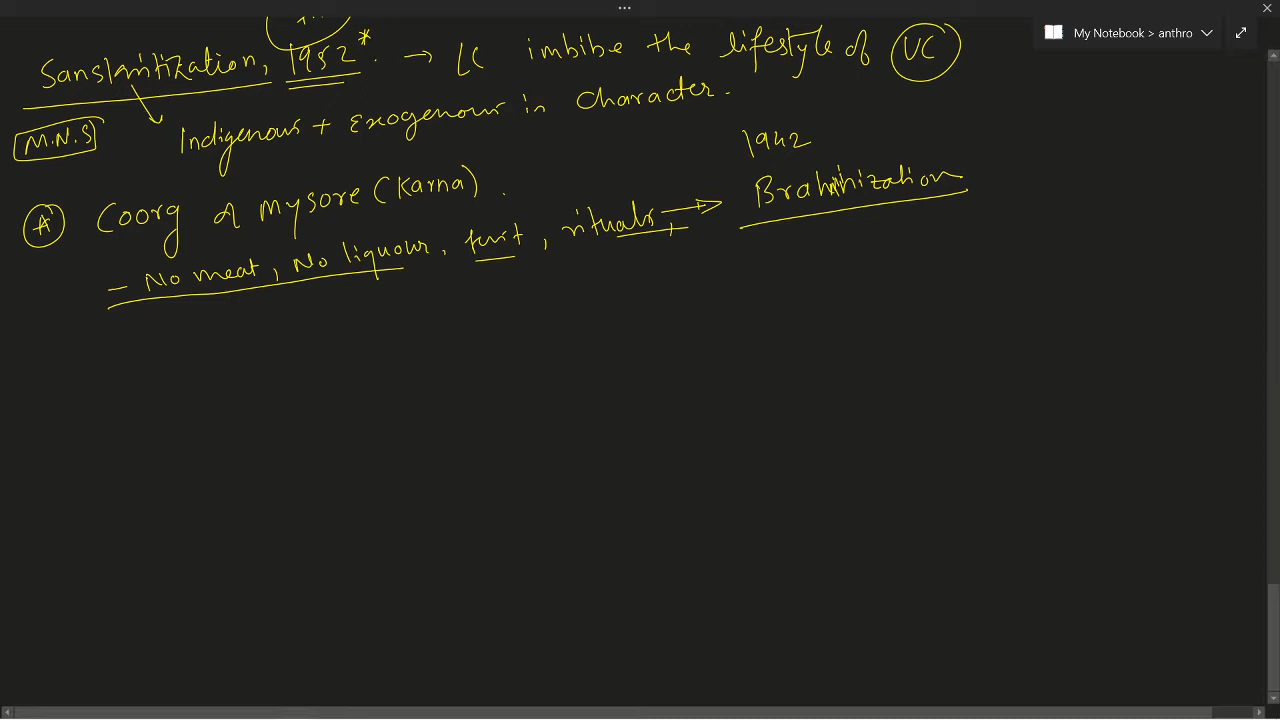 My Notebook > anthro
Sanskritization, 1952* . → LC imbibe the lifestyle of UC
M.N.S
Indigenous + Exogenous in Character.
A Coorg of Mysore (Karna) .
1942
- No meat, No liquour, fruit, rituals, → Brahminization